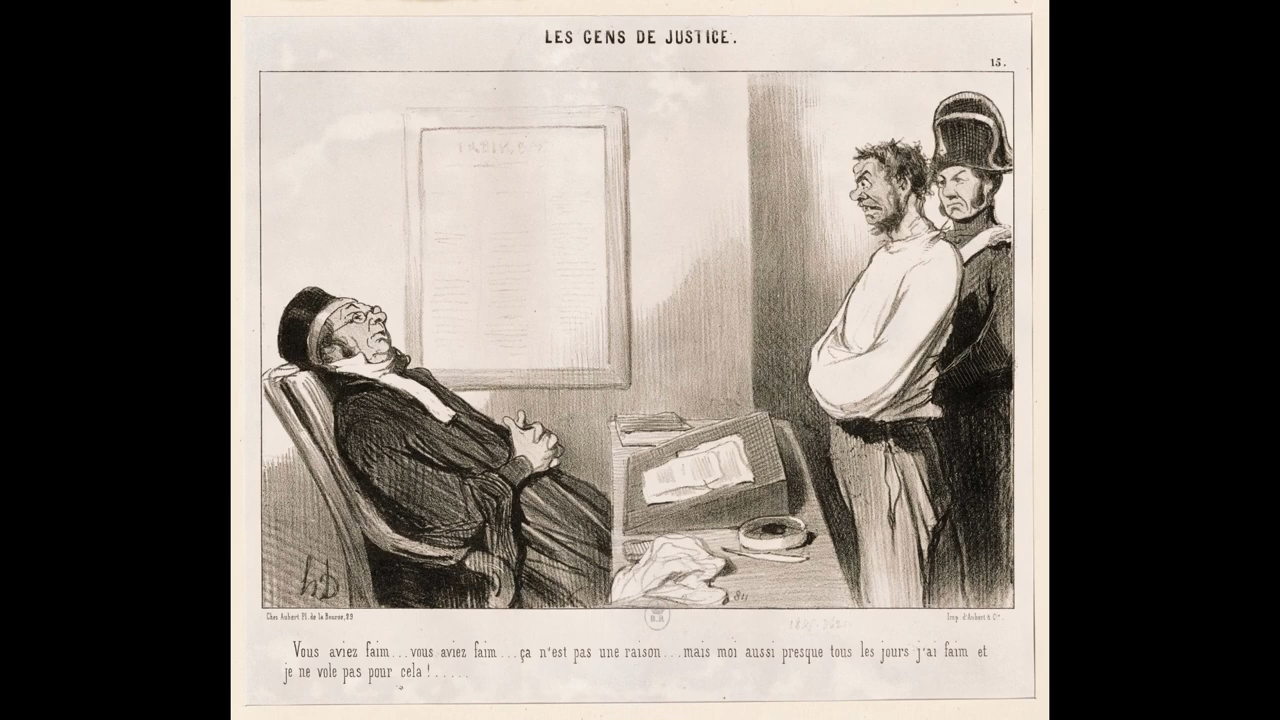 LES GENS DE JUSTICE.
15.
hD
811
Chez Aubert Pl. de la Bourse, 29
Imp. d'Aubert & Cie.
Vous aviez faim...vous aviez faim...ça n'est pas une raison...mais moi aussi presque tous les jours j'ai faim et
je ne vole pas pour cela!.....